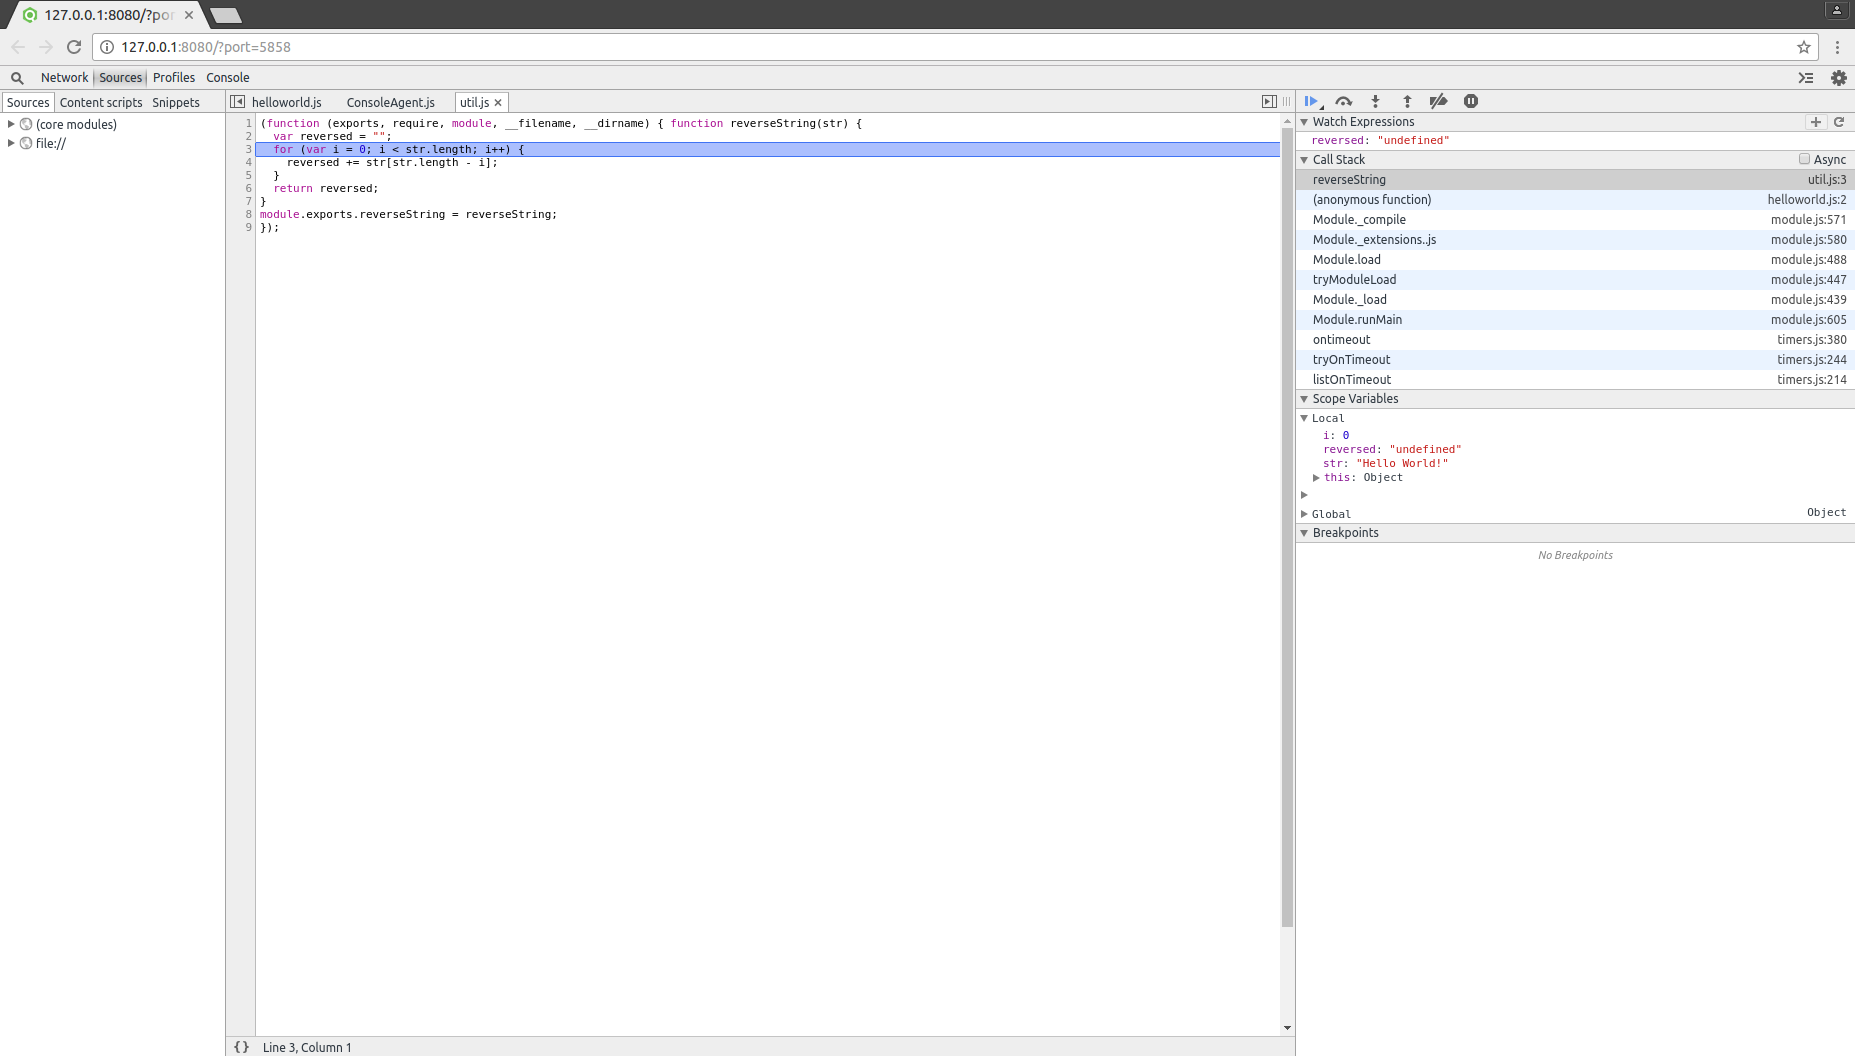 127.0.0.1:8080/?por
127.0.0.1:8080/?port=5858
Network Sources Profiles Console
Sources Content scripts Snippets
(core modules)
file://
helloworld.js ConsoleAgent.js util.js
1 (function (exports, require, module, __filename, __dirname) { function reverseString(str) {
2   var reversed = "";
3   for (var i = 0; i < str.length; i++) {
4     reversed += str[str.length - i];
5   }
6   return reversed;
7 }
8 module.exports.reverseString = reverseString;
9 });
{} Line 3, Column 1
Watch Expressions
reversed: "undefined"
Call Stack Async
reverseString util.js:3
(anonymous function) helloworld.js:2
Module._compile module.js:571
Module._extensions..js module.js:580
Module.load module.js:488
tryModuleLoad module.js:447
Module._load module.js:439
Module.runMain module.js:605
ontimeout timers.js:380
tryOnTimeout timers.js:244
listOnTimeout timers.js:214
Scope Variables
Local
i: 0
reversed: "undefined"
str: "Hello World!"
this: Object
Global Object
Breakpoints
No Breakpoints